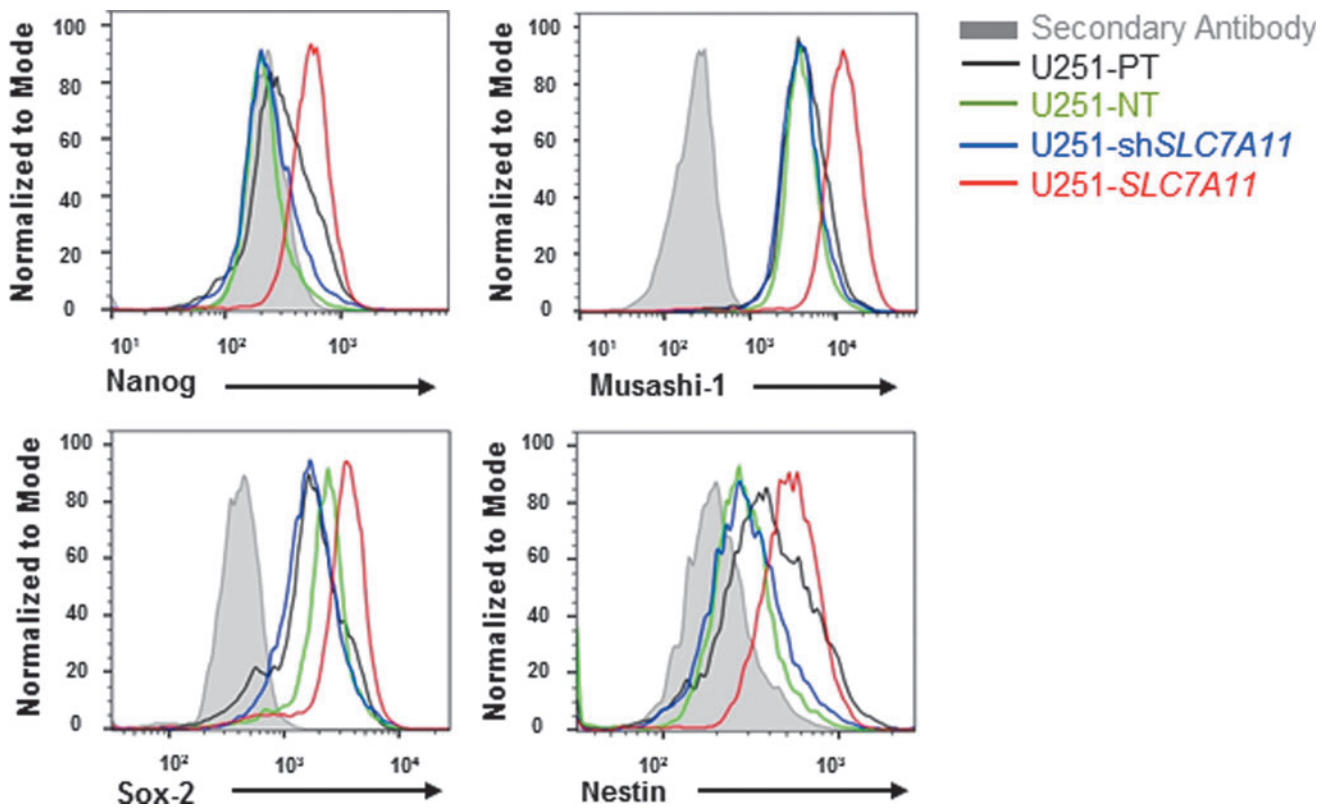 Normalized to Mode
100
80
60
40
20
0
10¹ 10² 10³
Nanog
Normalized to Mode
100
80
60
40
20
0
10¹ 10² 10³ 10⁴
Musashi-1
Secondary Antibody
U251-PT
U251-NT
U251-shSLC7A11
U251-SLC7A11
Normalized to Mode
100
80
60
40
20
0
10² 10³ 10⁴
Sox-2
Normalized to Mode
100
80
60
40
20
0
10² 10³
Nestin